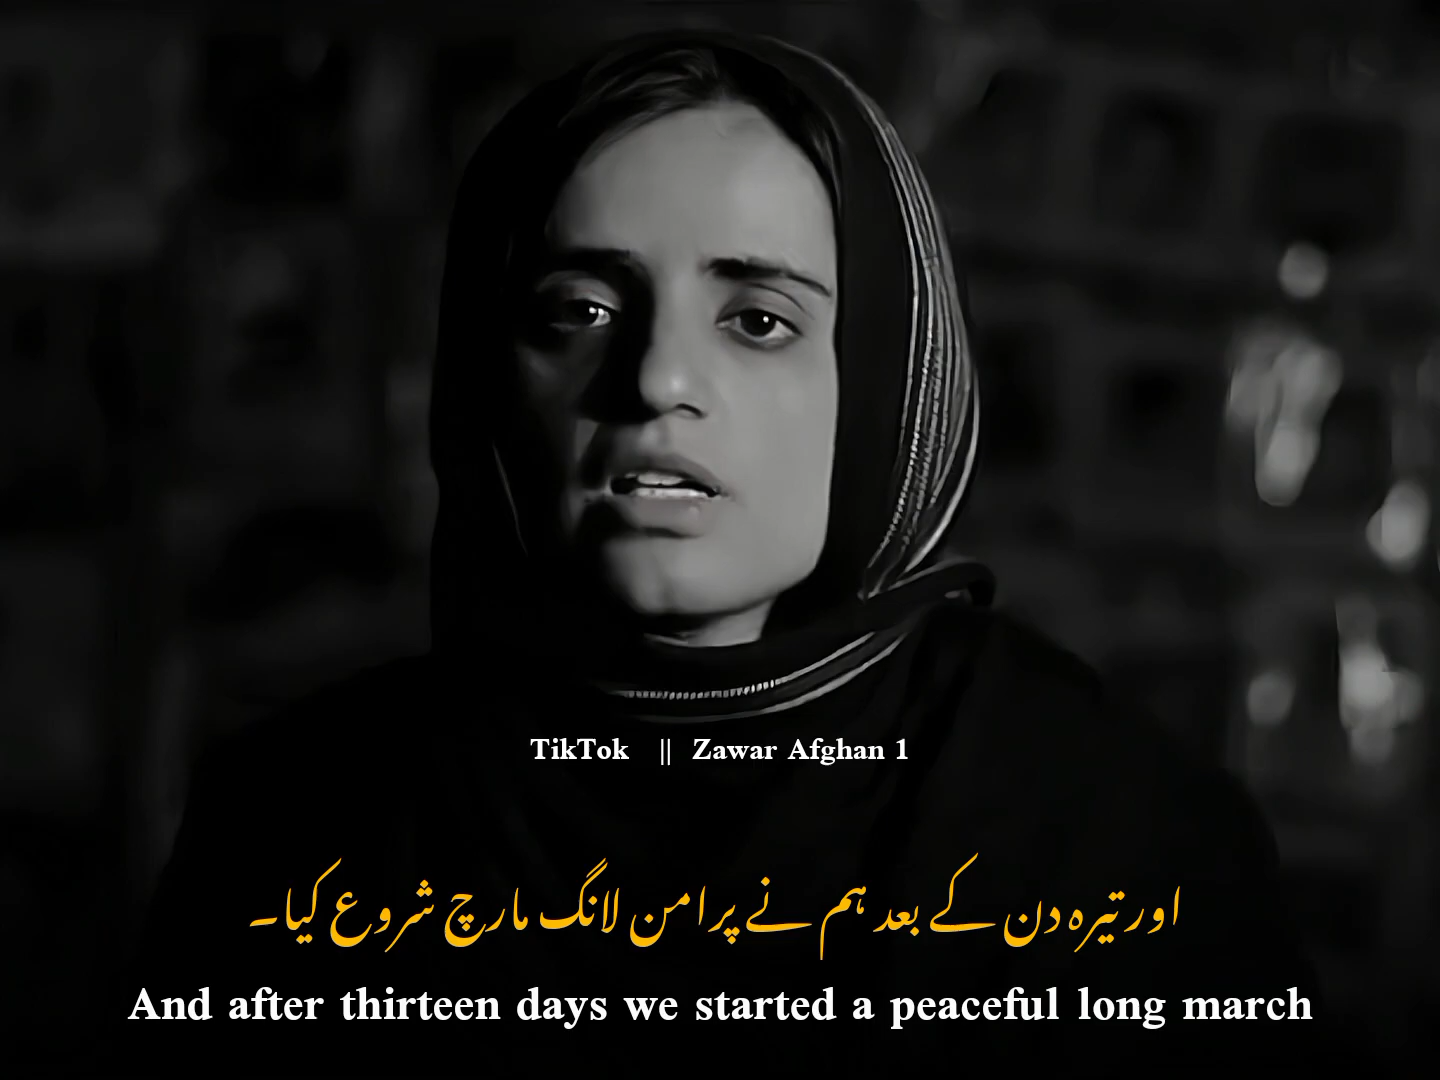 TikTok || Zawar Afghan 1
اور تیرہ دن کے بعد ہم نے پرامن لانگ مارچ شروع کیا۔
And after thirteen days we started a peaceful long march